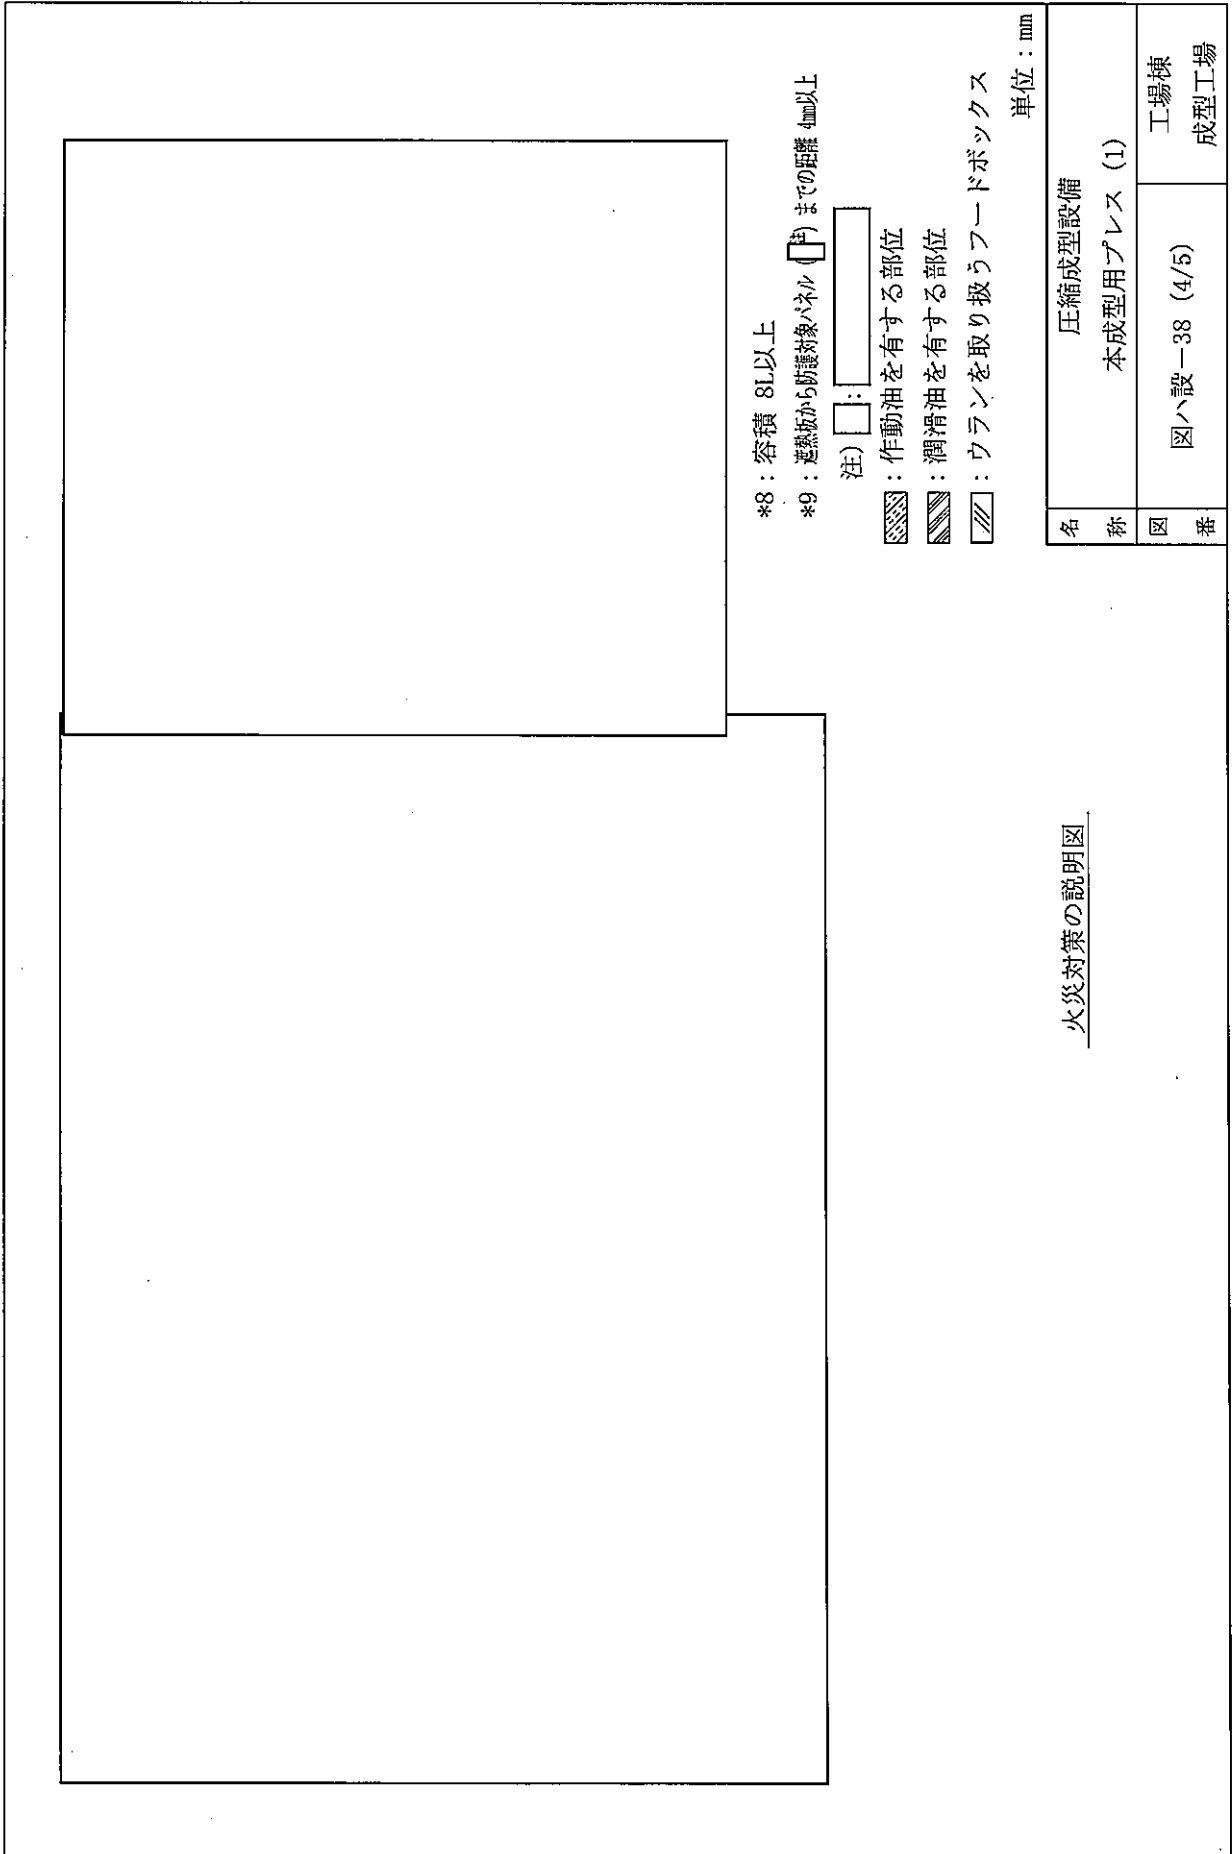 *8：容積 8L以上
*9：遮熱板から防護対象パネル（注）までの距離 4mm以上
注） ：
：作動油を有する部位
：潤滑油を有する部位
：ウランを取り扱うフードボックス
単位：mm
火災対策の説明図
名称
圧縮成型設備
本成型用プレス (1)
図番
図ハ設－38 (4/5)
工場棟
成型工場